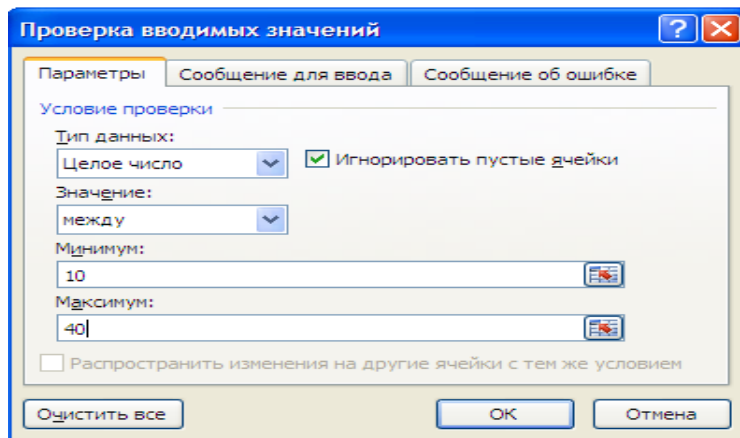 Проверка вводимых значений
Параметры Сообщение для ввода Сообщение об ошибке
Условие проверки
Тип данных:
Целое число Игнорировать пустые ячейки
Значение:
между
Минимум:
10
Максимум:
40
Распространить изменения на другие ячейки с тем же условием
Очистить все ОК Отмена